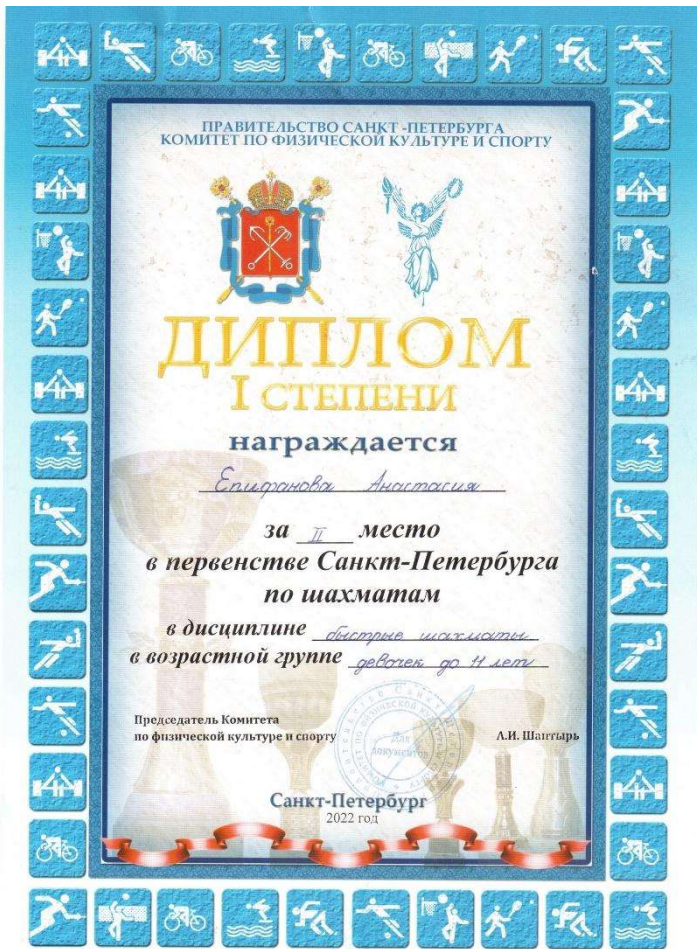 ПРАВИТЕЛЬСТВО САНКТ -ПЕТЕРБУРГА
КОМИТЕТ ПО ФИЗИЧЕСКОЙ КУЛЬТУРЕ И СПОРТУ
ДИПЛОМ
I СТЕПЕНИ
награждается
Епифанова Анастасия
за II место
в первенстве Санкт-Петербурга
по шахматам
в дисциплине быстрые шахматы
в возрастной группе девочек до 11 лет
Председатель Комитета
по физической культуре и спорту
А.И. Шантырь
Для
документов
Санкт-Петербург
2022 год